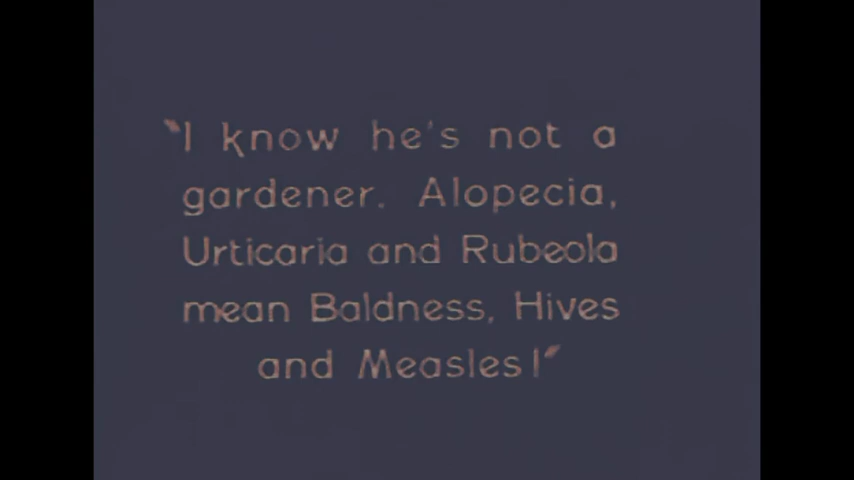 "I know he's not a
gardener. Alopecia,
Urticaria and Rubeola
mean Baldness, Hives
and Measles!"